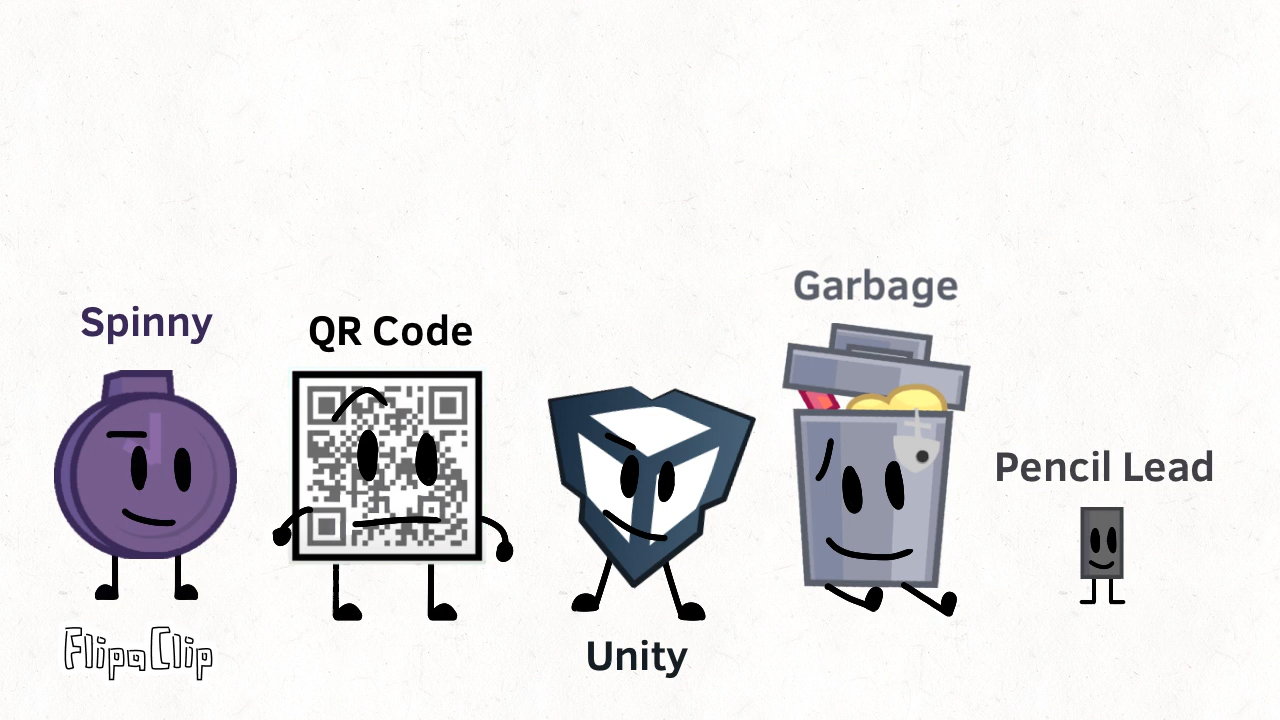 Spinny
QR Code
Unity
Garbage
Pencil Lead
FlipaClip